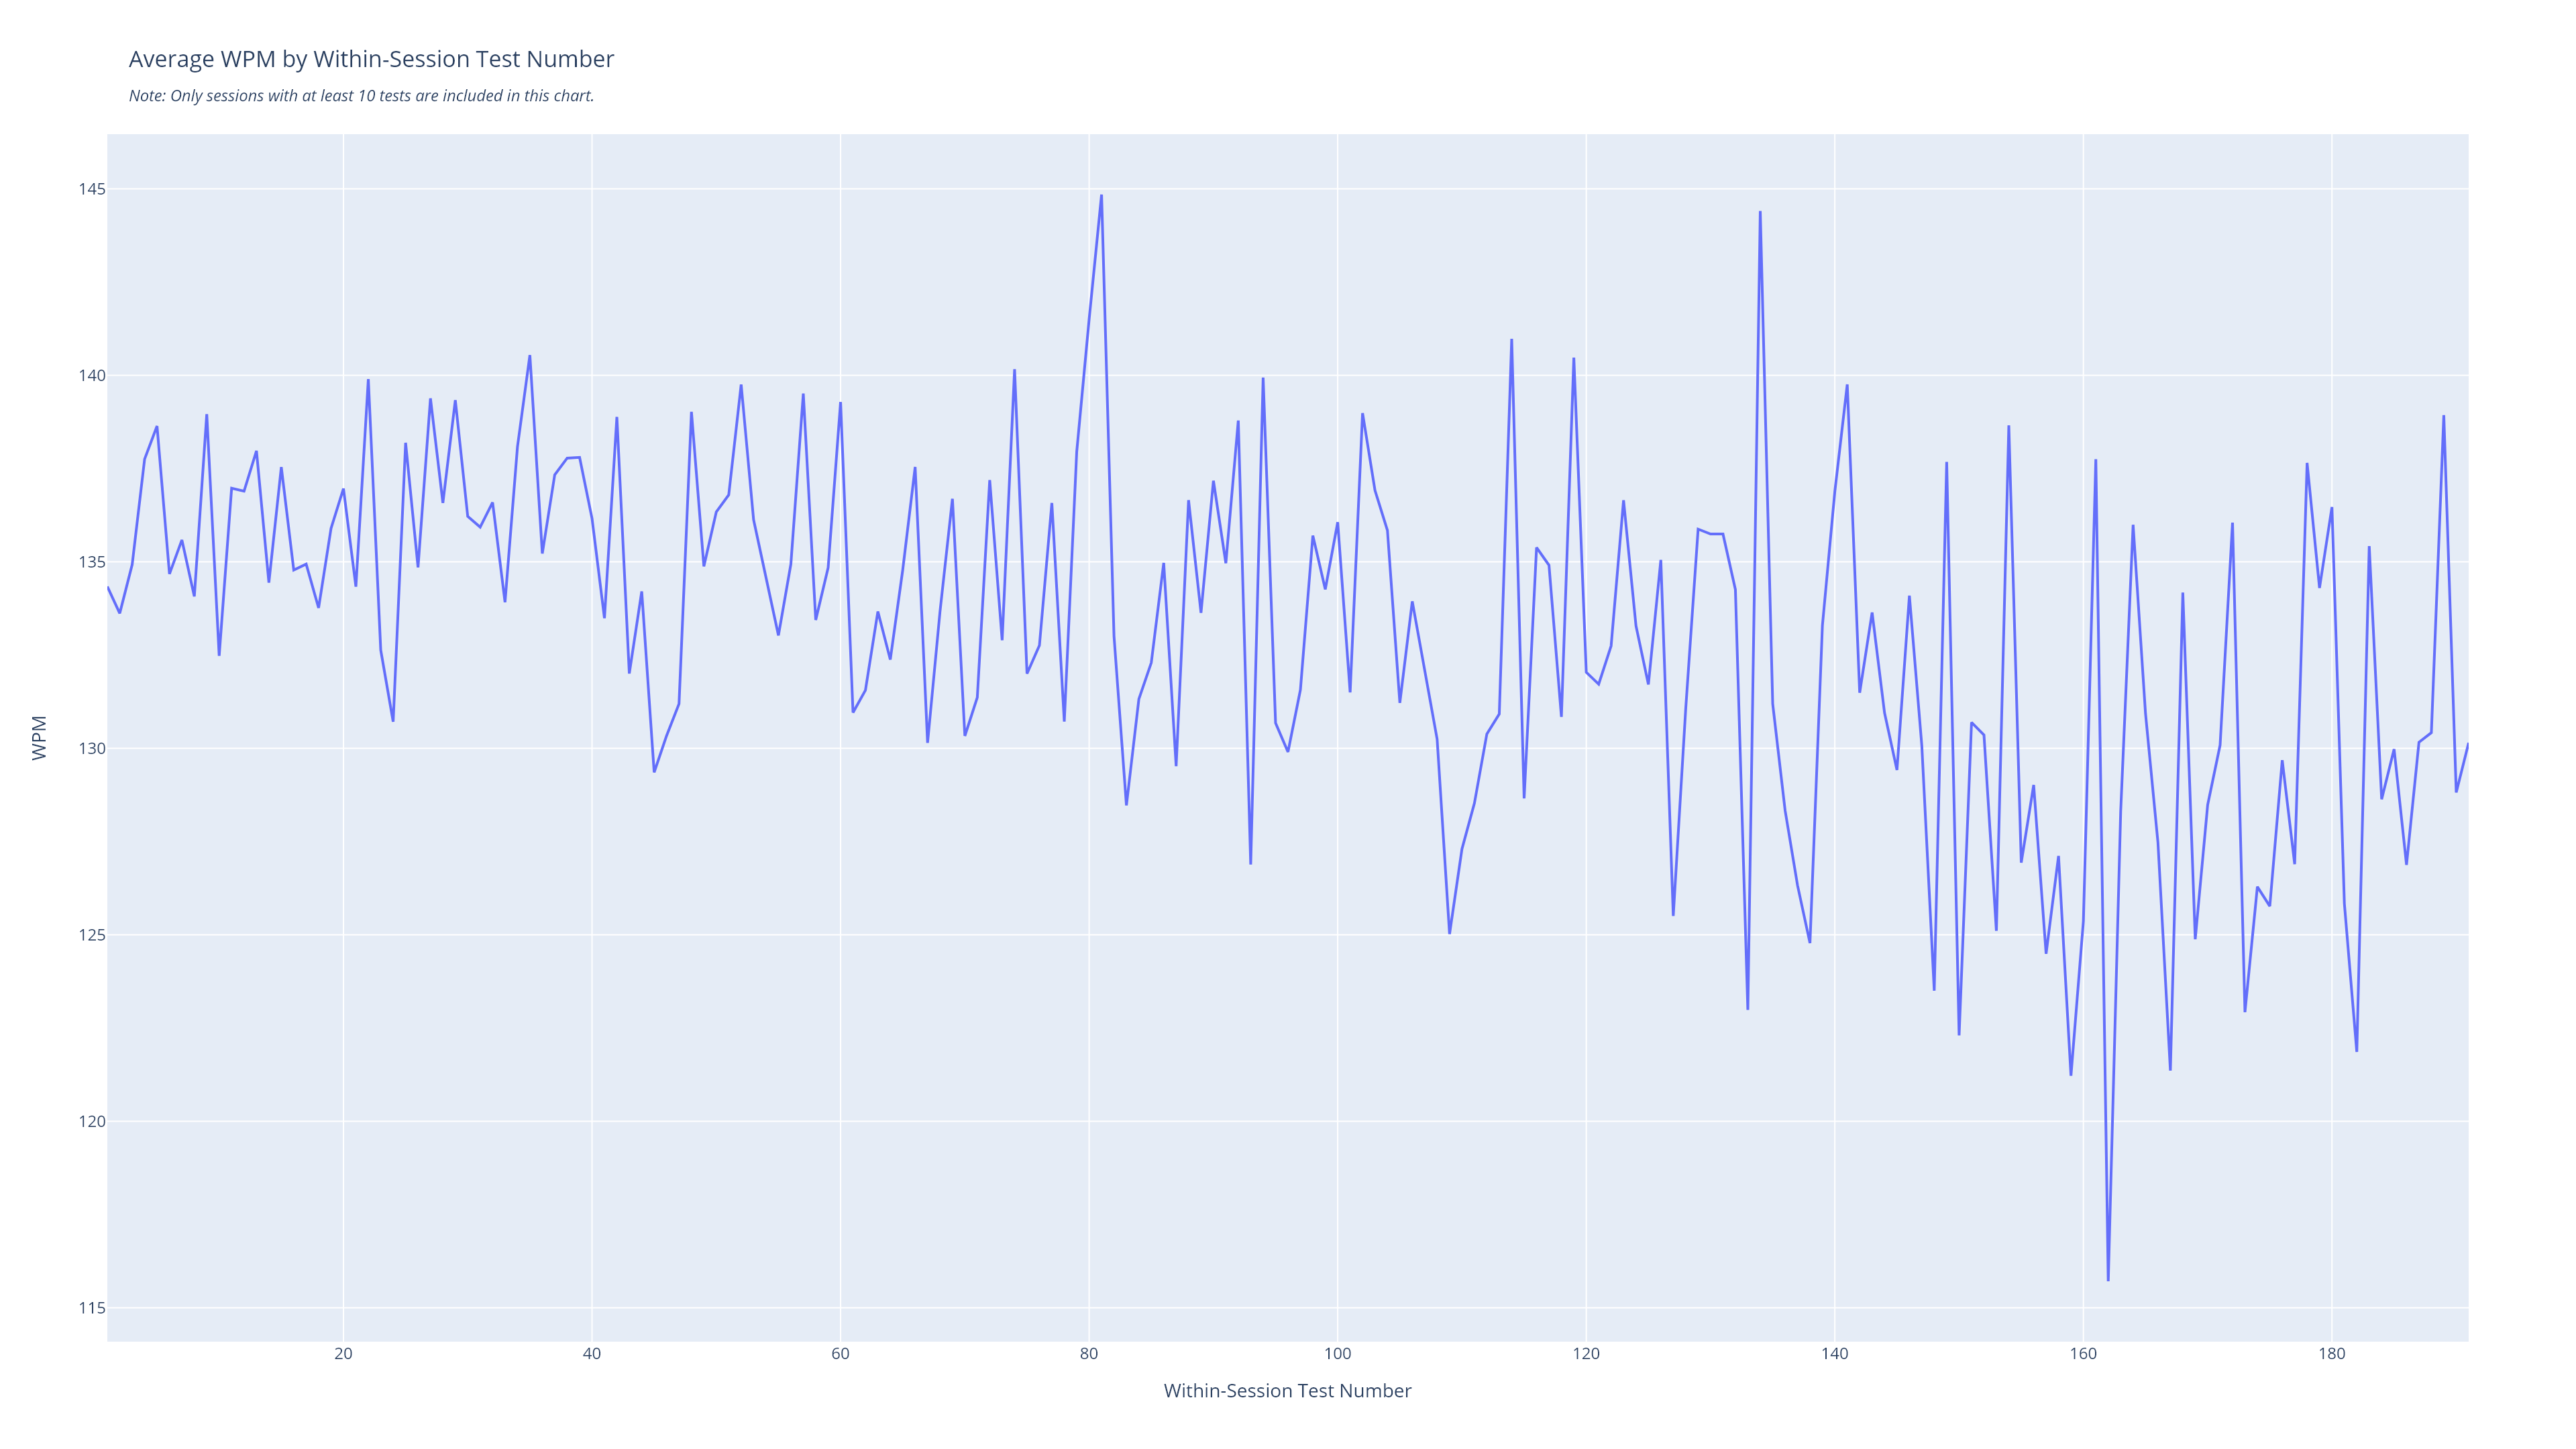 Average WPM by Within-Session Test Number
Note: Only sessions with at least 10 tests are included in this chart.
145
140
135
130
125
120
115
WPM
20 40 60 80 100 120 140 160 180
Within-Session Test Number